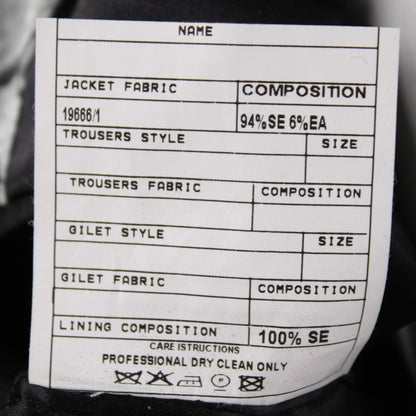 NAME
JACKET FABRIC COMPOSITION
19666/1 94%SE 6%EA
TROUSERS STYLE SIZE
TROUSERS FABRIC COMPOSITION
GILET STYLE SIZE
GILET FABRIC COMPOSITION
LINING COMPOSITION 100% SE
CARE ISTRUCTIONS
PROFESSIONAL DRY CLEAN ONLY